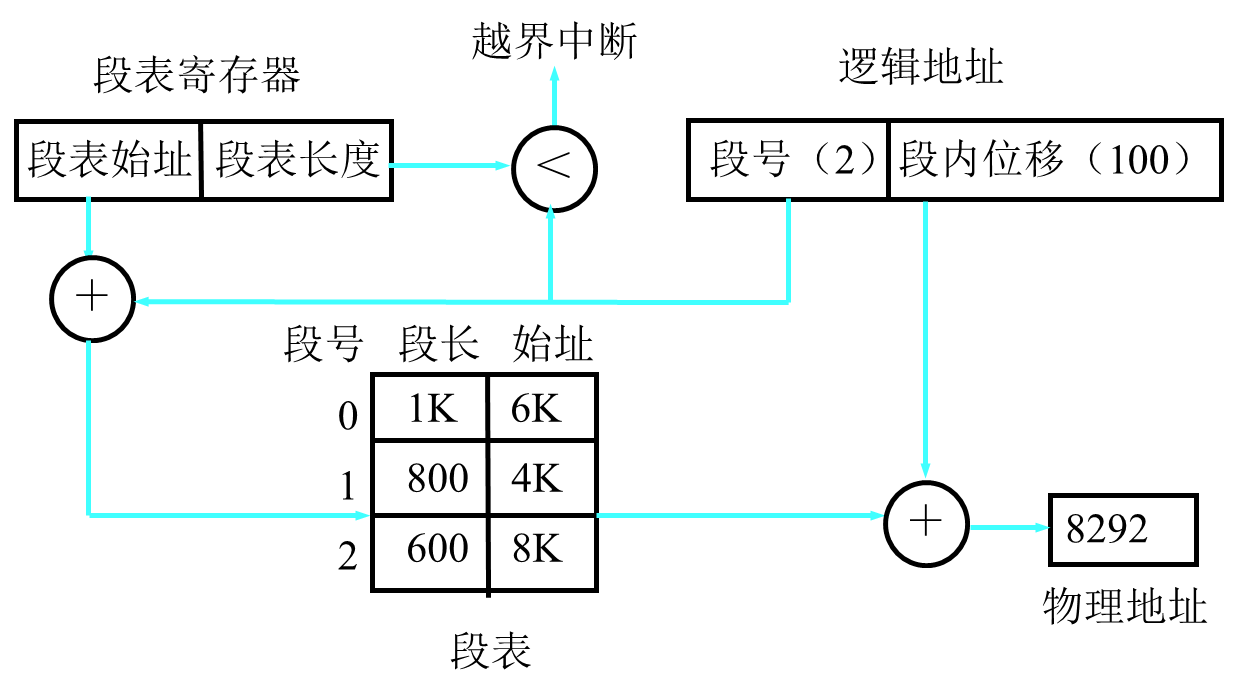 越界中断
段表寄存器
逻辑地址
段表始址 段表长度
<
段号（2） 段内位移（100）
+
段号 段长 始址
0 1K 6K
1 800 4K
2 600 8K
+
8292
物理地址
段表